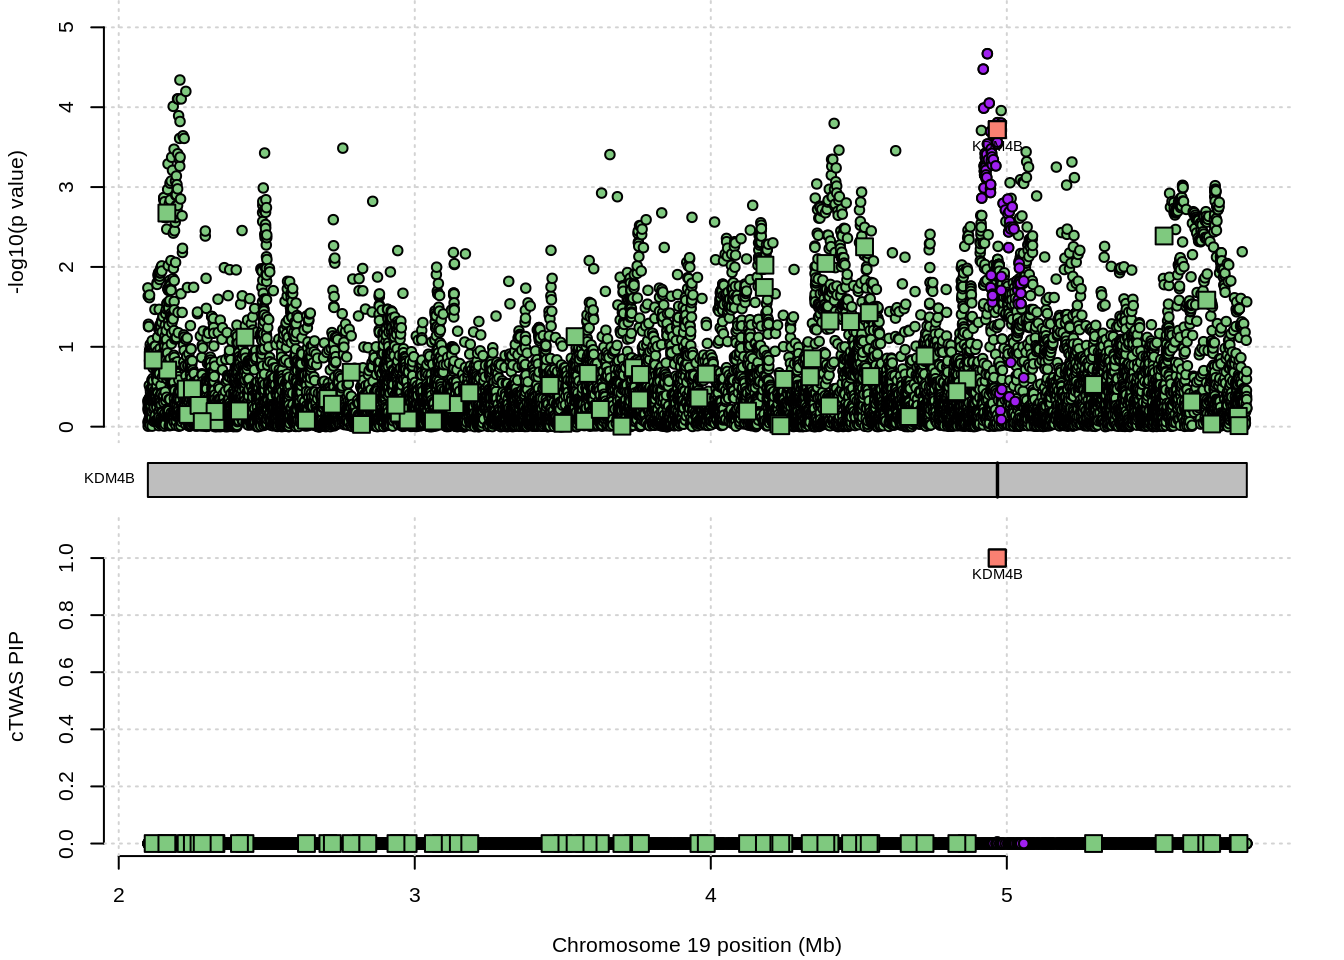 5
4
3
2
1
0
-log10(p value)
KDM4B
KDM4B
1.0
0.8
0.6
0.4
0.2
0.0
cTWAS PIP
KDM4B
2 3 4 5
Chromosome 19 position (Mb)